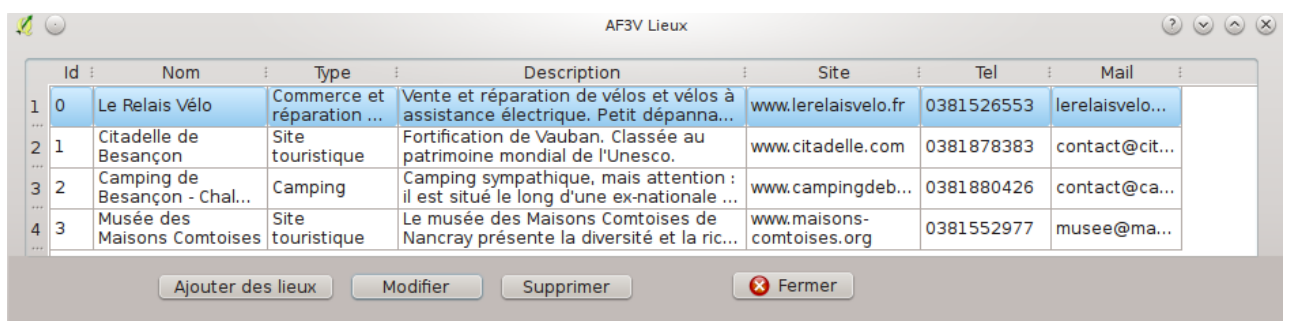 AF3V Lieux
Id Nom Type Description Site Tel Mail
1 0 Le Relais Vélo Commerce et réparation ... Vente et réparation de vélos et vélos à assistance électrique. Petit dépanna... www.lerelaisvelo.fr 0381526553 lerelaisvelo...
2 1 Citadelle de Besançon Site touristique Fortification de Vauban. Classée au patrimoine mondial de l'Unesco. www.citadelle.com 0381878383 contact@cit...
3 2 Camping de Besançon - Chal... Camping Camping sympathique, mais attention : il est situé le long d'une ex-nationale ... www.campingdeb... 0381880426 contact@ca...
4 3 Musée des Maisons Comtoises Site touristique Le musée des Maisons Comtoises de Nancray présente la diversité et la ric... www.maisons-comtoises.org 0381552977 musee@ma...
Ajouter des lieux Modifier Supprimer Fermer